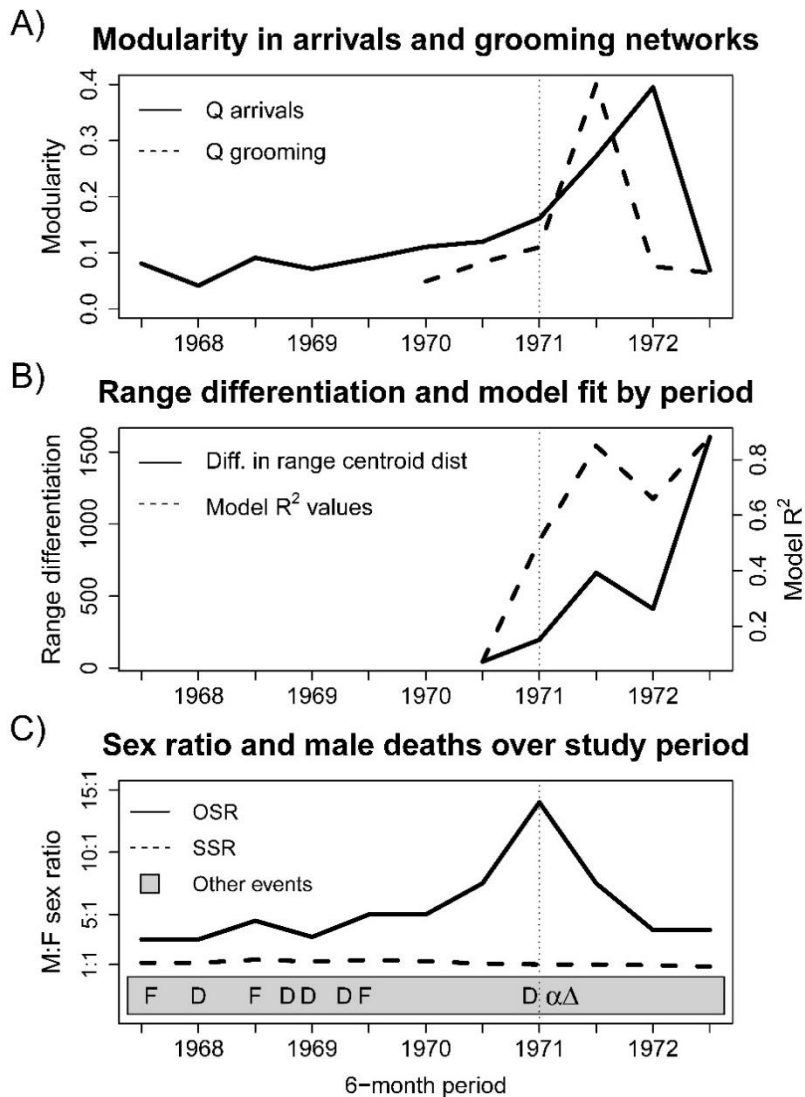 A)
Modularity in arrivals and grooming networks
Modularity
0.4
0.3
0.2
0.1
0.0
Q arrivals
Q grooming
1968 1969 1970 1971 1972
B)
Range differentiation and model fit by period
Range differentiation
1500
1000
500
0
Diff. in range centroid dist
Model R² values
0.8
0.6
0.4
0.2
Model R²
1968 1969 1970 1971 1972
C)
Sex ratio and male deaths over study period
M:F sex ratio
15:1
10:1
5:1
1:1
OSR
SSR
Other events
F D F D D D F D αΔ
1968 1969 1970 1971 1972
6−month period